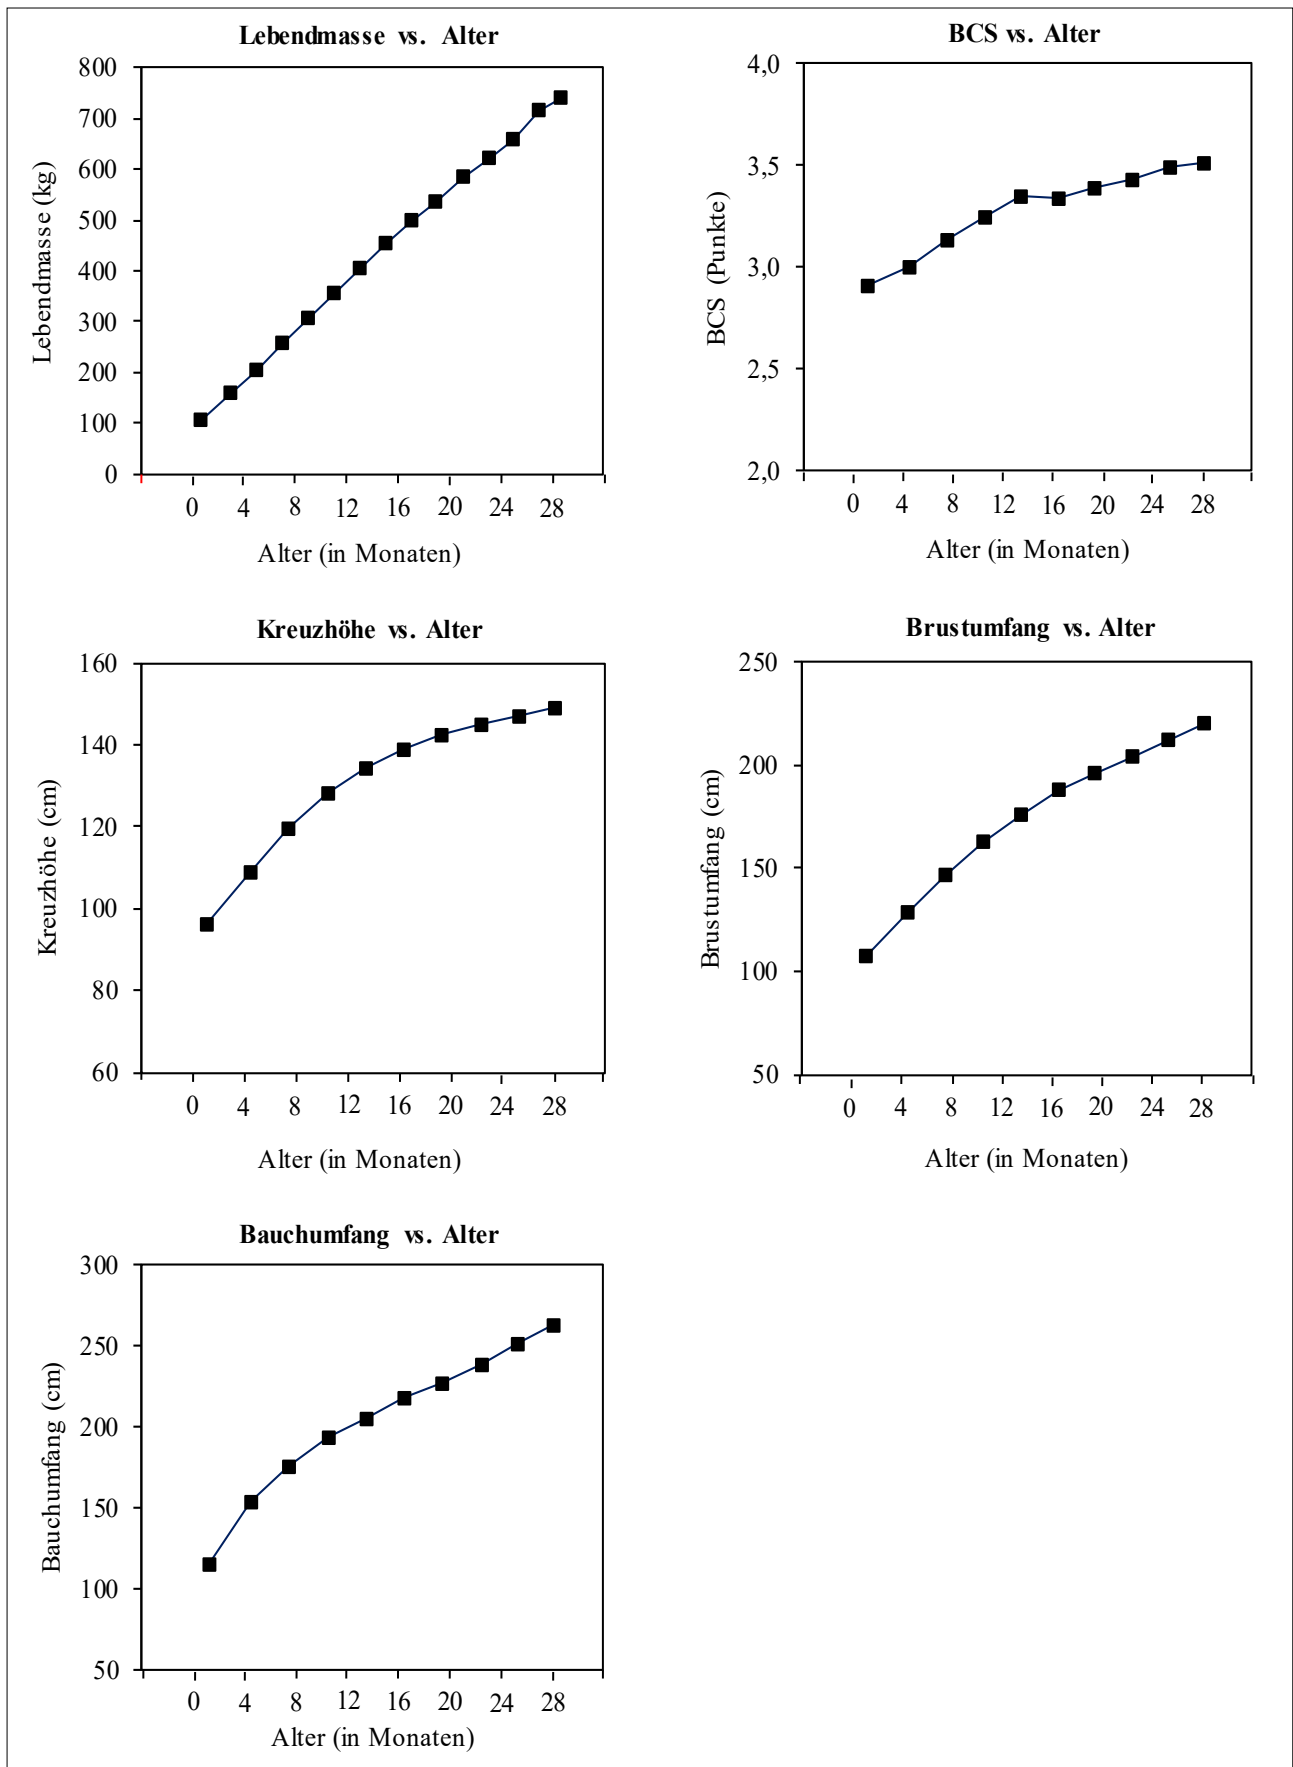 Lebendmasse vs. Alter
800
700
600
500
400
300
200
100
0
Lebendmasse (kg)
0 4 8 12 16 20 24 28
Alter (in Monaten)
BCS vs. Alter
4,0
3,5
3,0
2,5
2,0
BCS (Punkte)
0 4 8 12 16 20 24 28
Alter (in Monaten)
Kreuzhöhe vs. Alter
160
140
120
100
80
60
Kreuzhöhe (cm)
0 4 8 12 16 20 24 28
Alter (in Monaten)
Brustumfang vs. Alter
250
200
150
100
50
Brustumfang (cm)
0 4 8 12 16 20 24 28
Alter (in Monaten)
Bauchumfang vs. Alter
300
250
200
150
100
50
Bauchumfang (cm)
0 4 8 12 16 20 24 28
Alter (in Monaten)